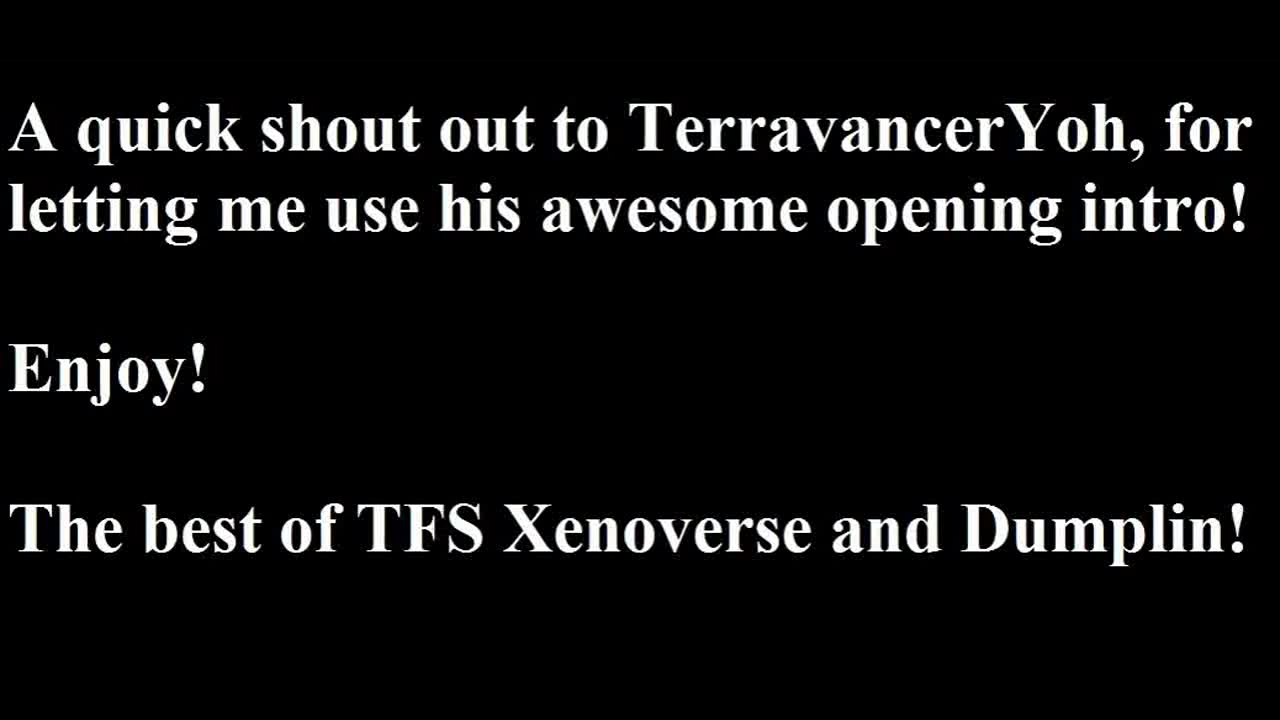 A quick shout out to TerravancerYoh, for
letting me use his awesome opening intro!
Enjoy!
The best of TFS Xenoverse and Dumplin!